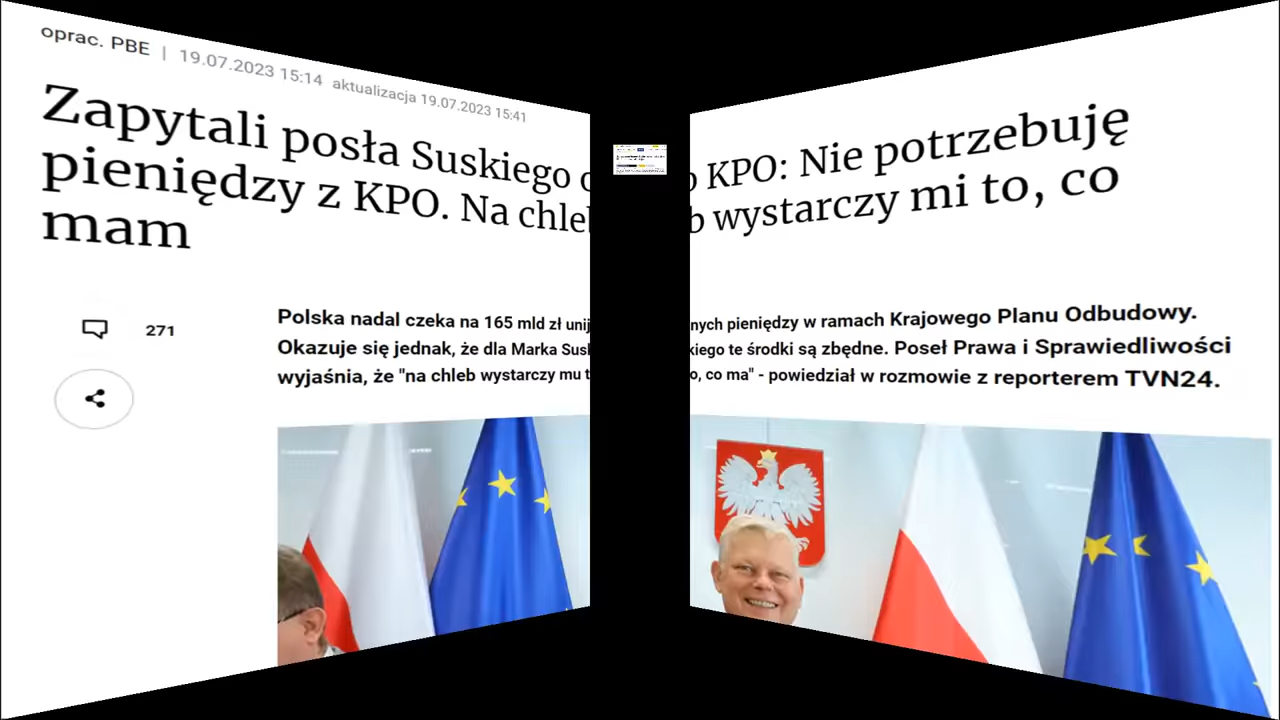 oprac. PBE | 19.07.2023 15:14 aktualizacja 19.07.2023 15:41
Zapytali posła Suskiego o KPO: Nie potrzebuję
pieniędzy z KPO. Na chleb wystarczy mi to, co
mam
271
Polska nadal czeka na 165 mld zł unij nych pieniędzy w ramach Krajowego Planu Odbudowy.
Okazuje się jednak, że dla Marka Suskiego te środki są zbędne. Poseł Prawa i Sprawiedliwości
wyjaśnia, że "na chleb wystarczy mu to, co ma" - powiedział w rozmowie z reporterem TVN24.